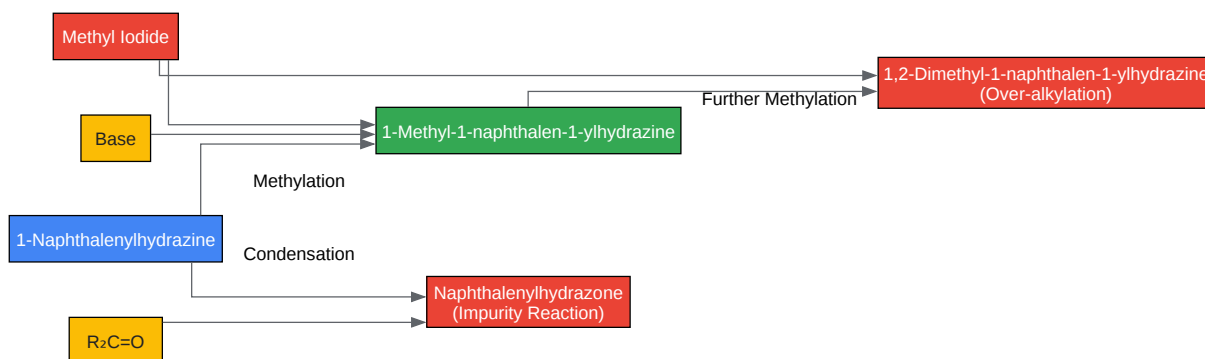 Methyl Iodide
1,2-Dimethyl-1-naphthalen-1-ylhydrazine
(Over-alkylation)
Further Methylation
Base
1-Methyl-1-naphthalen-1-ylhydrazine
Methylation
1-Naphthalenylhydrazine
Condensation
Naphthalenylhydrazone
(Impurity Reaction)
R₂C=O